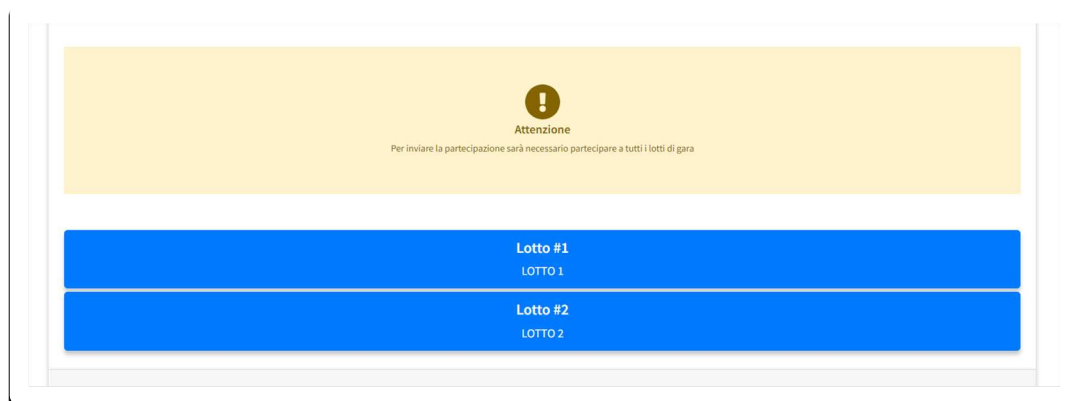 Attenzione
Per inviare la partecipazione sarà necessario partecipare a tutti i lotti di gara
Lotto #1
LOTTO 1
Lotto #2
LOTTO 2